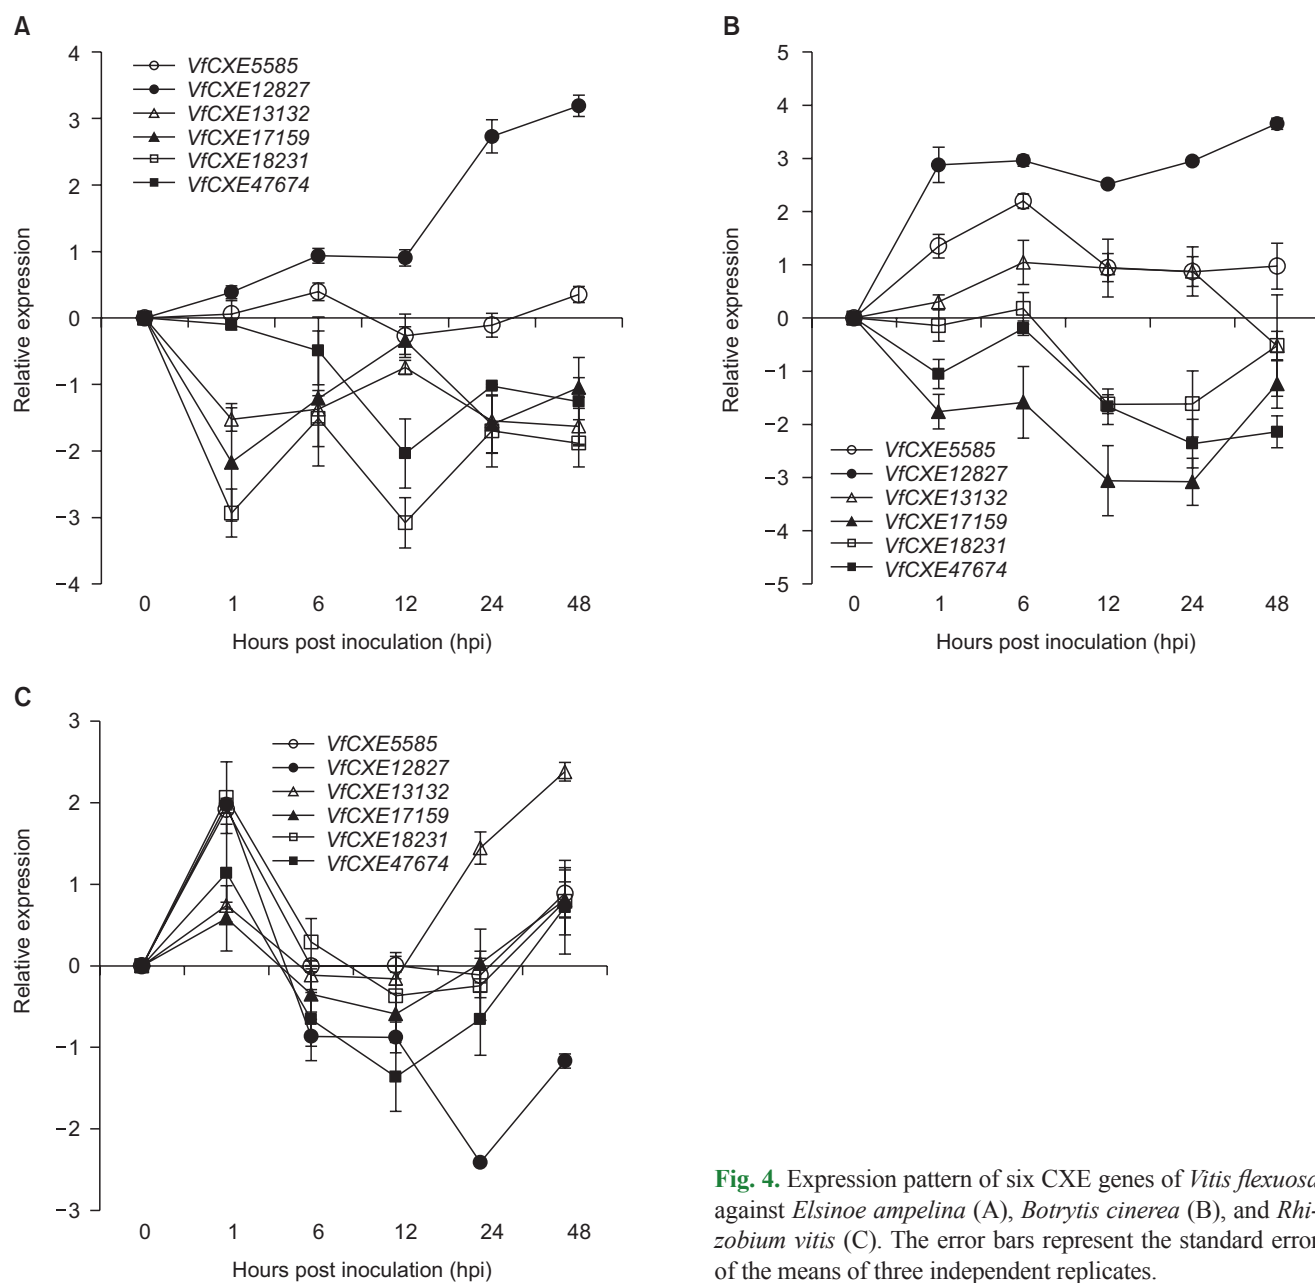 A
4
3
2
1
0
−1
−2
−3
−4
Relative expression
VfCXE5585
VfCXE12827
VfCXE13132
VfCXE17159
VfCXE18231
VfCXE47674
0 1 6 12 24 48
Hours post inoculation (hpi)
B
5
4
3
2
1
0
−1
−2
−3
−4
−5
Relative expression
VfCXE5585
VfCXE12827
VfCXE13132
VfCXE17159
VfCXE18231
VfCXE47674
0 1 6 12 24 48
Hours post inoculation (hpi)
C
3
2
1
0
−1
−2
−3
Relative expression
VfCXE5585
VfCXE12827
VfCXE13132
VfCXE17159
VfCXE18231
VfCXE47674
0 1 6 12 24 48
Hours post inoculation (hpi)
Fig. 4. Expression pattern of six CXE genes of Vitis flexuosa
against Elsinoe ampelina (A), Botrytis cinerea (B), and Rhi-
zobium vitis (C). The error bars represent the standard error
of the means of three independent replicates.